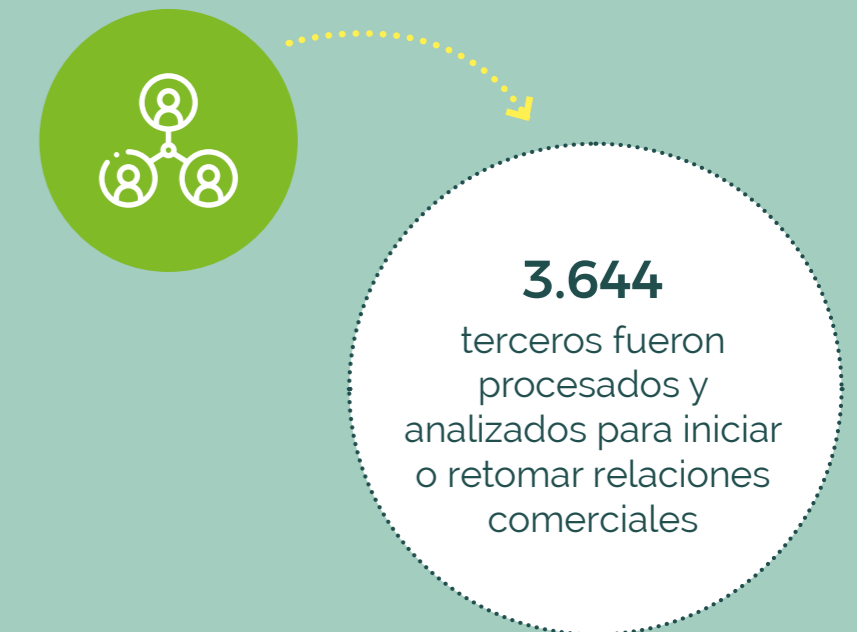 3.644
terceros fueron
procesados y
analizados para iniciar
o retomar relaciones
comerciales